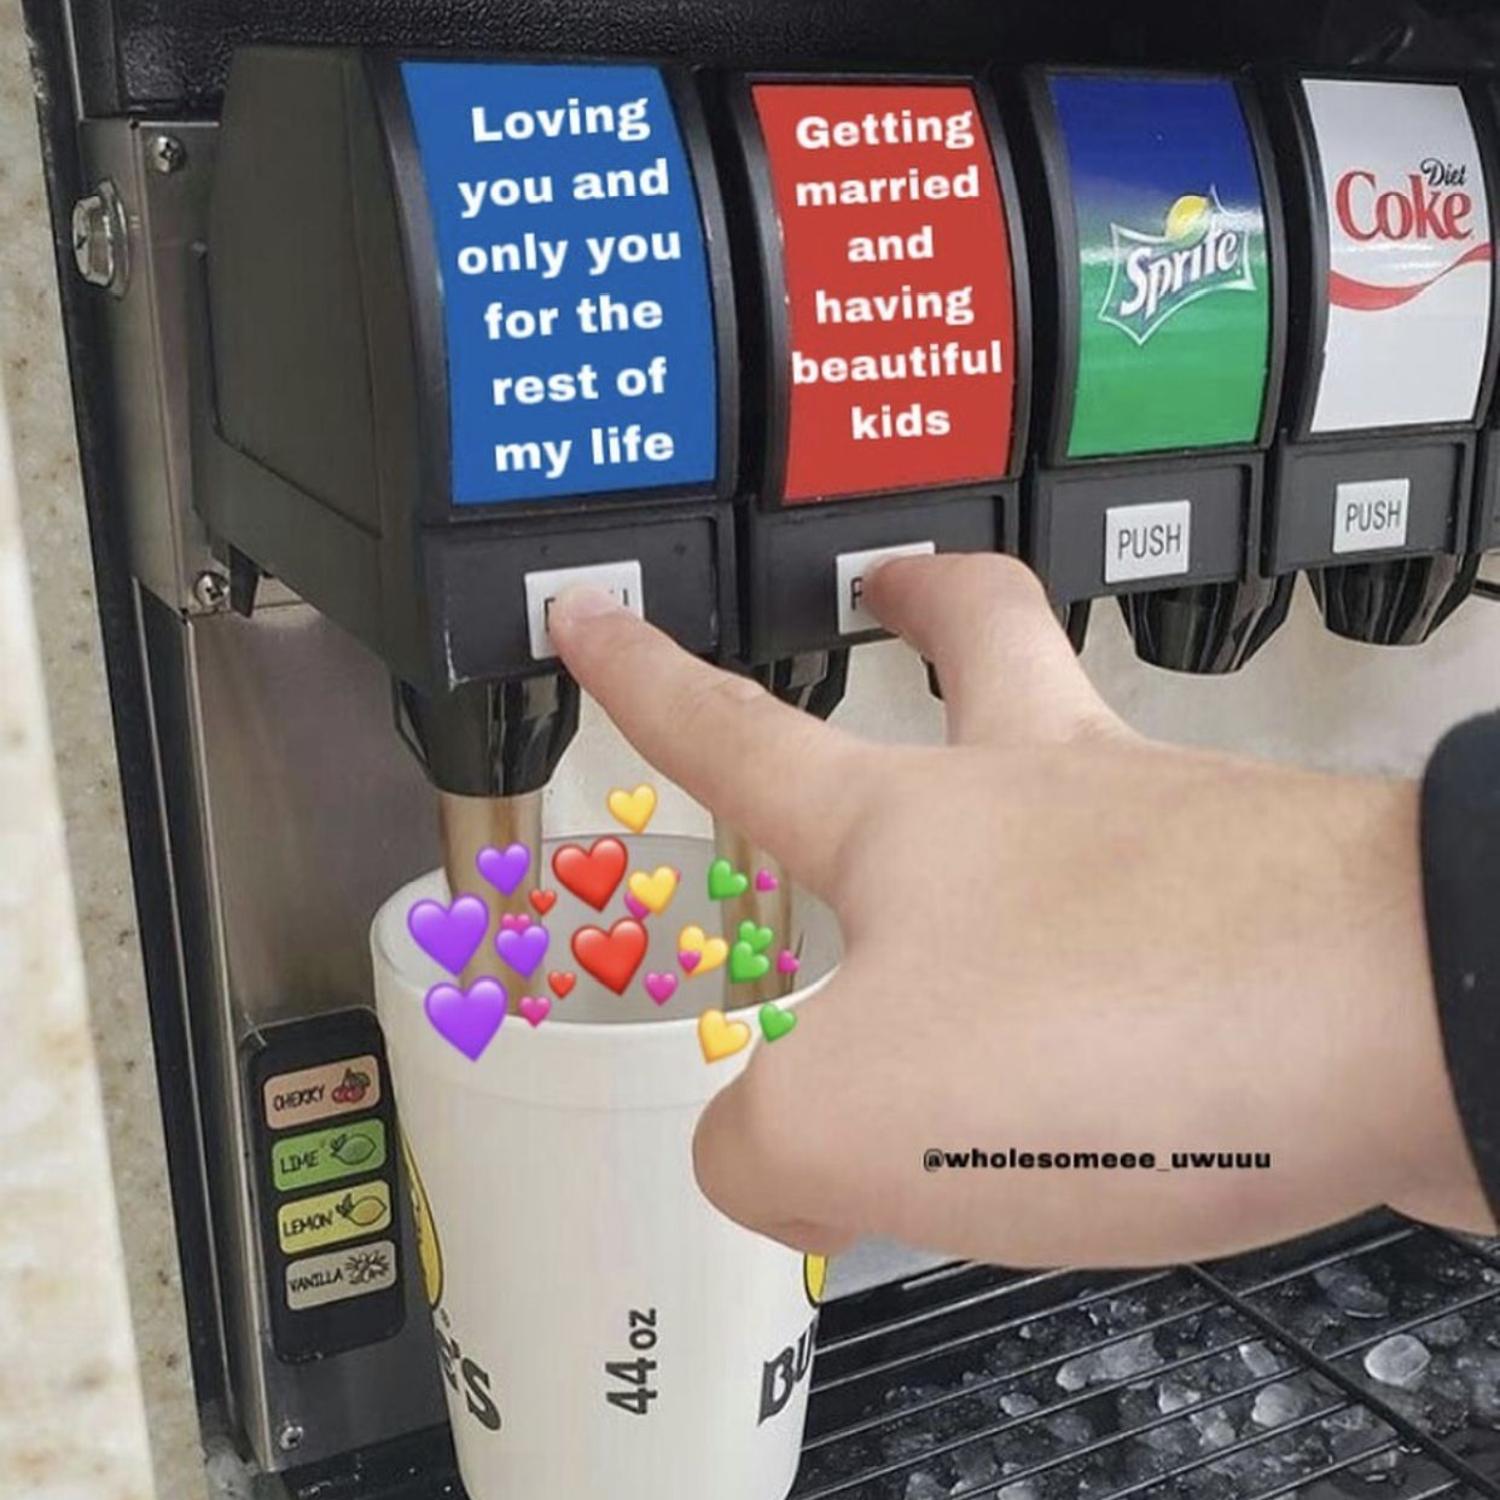 Loving
you and
only you
for the
rest of
my life
Getting
married
and
having
beautiful
kids
Sprite
Diet
Coke
PUSH
PUSH
CHERRY
LIME
LEMON
VANILLA
@wholesomeee_uwuuu
44 oz